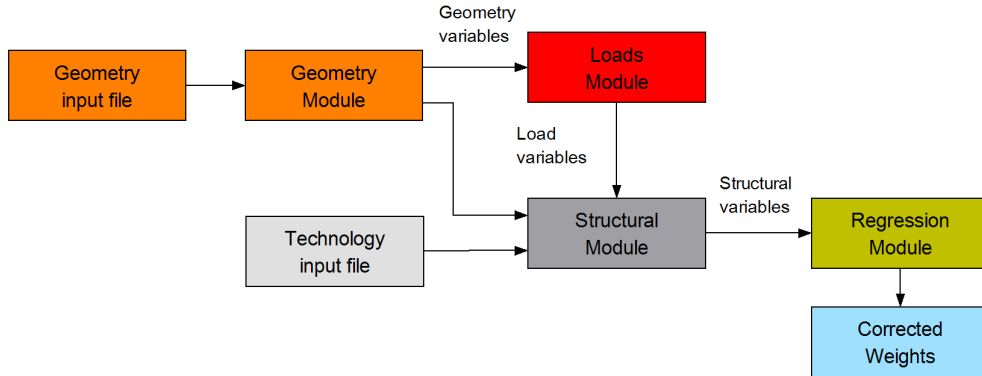 Geometry
variables
Geometry
input file
Geometry
Module
Loads
Module
Load
variables
Structural
variables
Technology
input file
Structural
Module
Regression
Module
Corrected
Weights